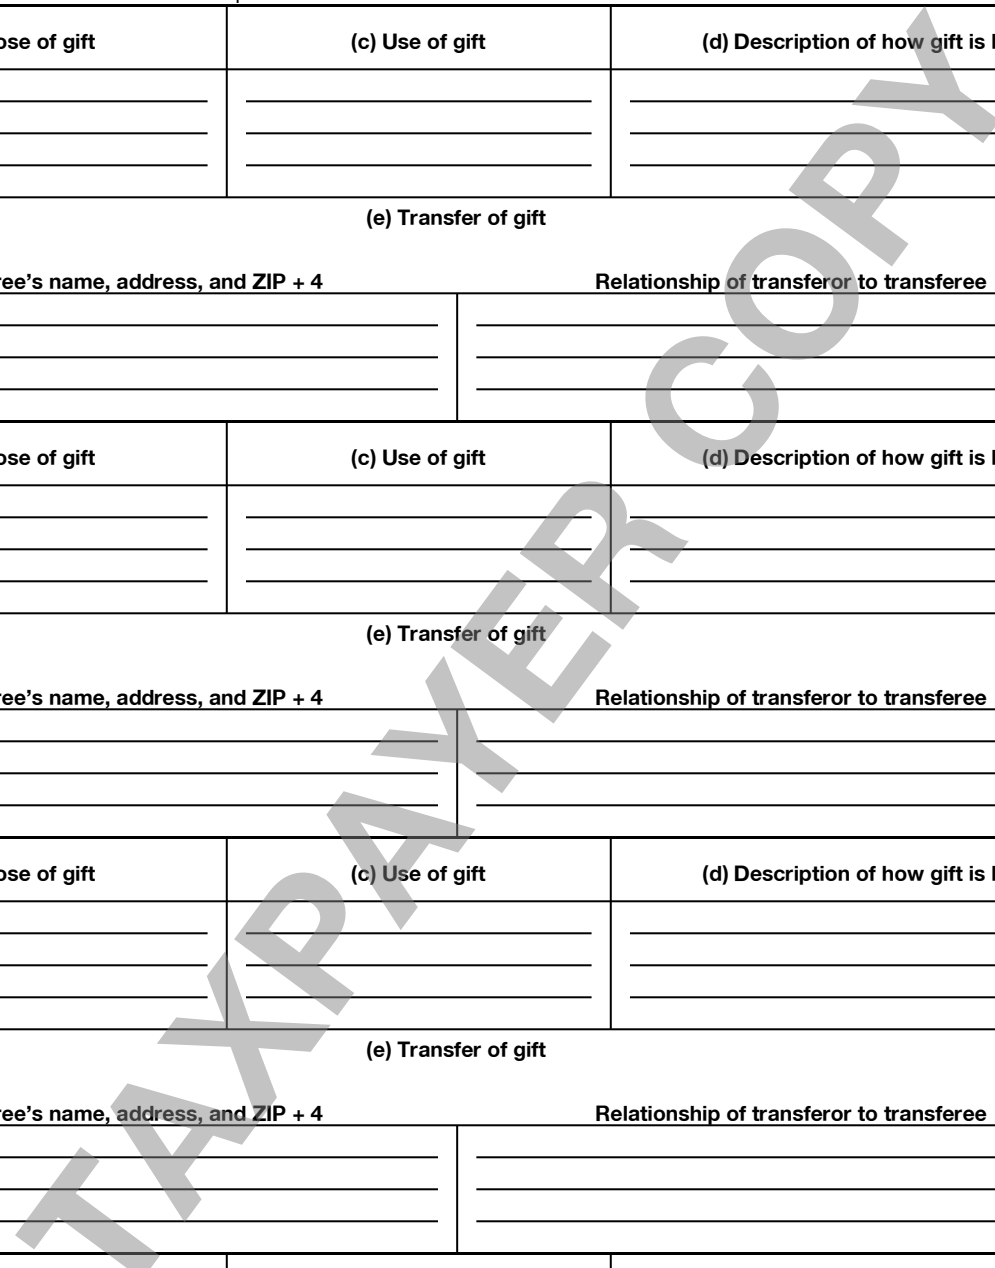 ose of gift (c) Use of gift (d) Description of how gift is
(e) Transfer of gift
ree’s name, address, and ZIP + 4 Relationship of transferor to transferee
ose of gift (c) Use of gift (d) Description of how gift is
(e) Transfer of gift
ree’s name, address, and ZIP + 4 Relationship of transferor to transferee
ose of gift (c) Use of gift (d) Description of how gift is
(e) Transfer of gift
ree’s name, address, and ZIP + 4 Relationship of transferor to transferee
TAXPAYER COPY